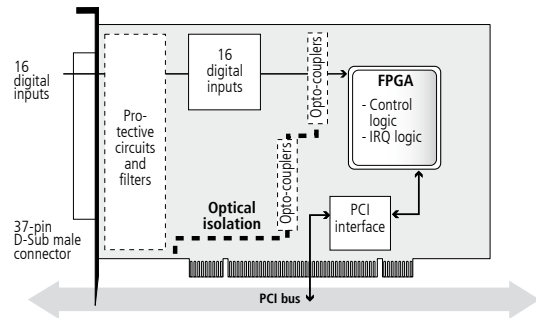 16
digital
inputs
37-pin
D-Sub male
connector
Pro-
tective
circuits
and
filters
16
digital
inputs
Opto-couplers
Opto-couplers
Optical
isolation
FPGA
- Control
logic
- IRQ logic
PCI
interface
PCI bus